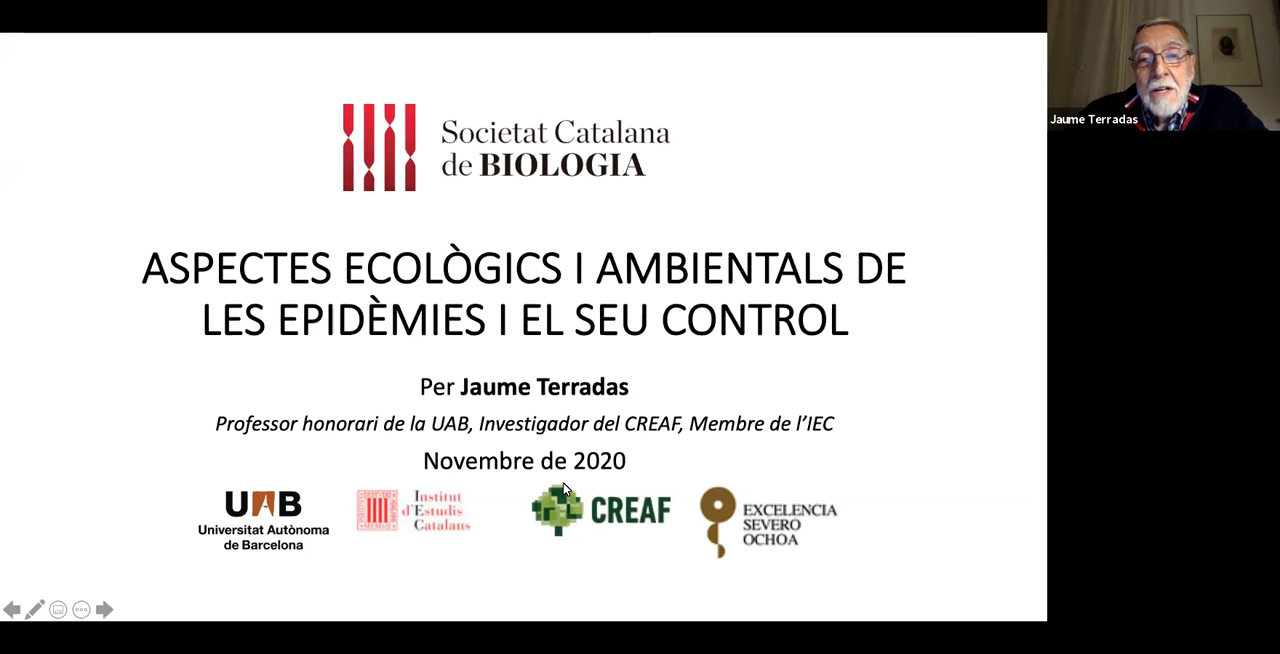 Societat Catalana
de BIOLOGIA
Jaume Terradas
ASPECTES ECOLÒGICS I AMBIENTALS DE
LES EPIDÈMIES I EL SEU CONTROL
Per Jaume Terradas
Professor honorari de la UAB, Investigador del CREAF, Membre de l’IEC
Novembre de 2020
UAB
Universitat Autònoma
de Barcelona
Institut
d'Estudis
Catalans
CREAF
EXCELENCIA
SEVERO
OCHOA